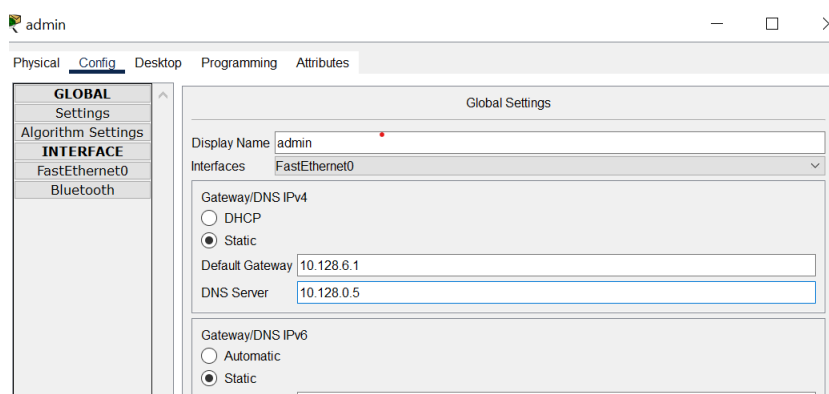 admin
Physical Config Desktop Programming Attributes
GLOBAL
Settings
Algorithm Settings
INTERFACE
FastEthernet0
Bluetooth
Global Settings
Display Name admin
Interfaces FastEthernet0
Gateway/DNS IPv4
DHCP
Static
Default Gateway 10.128.6.1
DNS Server 10.128.0.5
Gateway/DNS IPv6
Automatic
Static